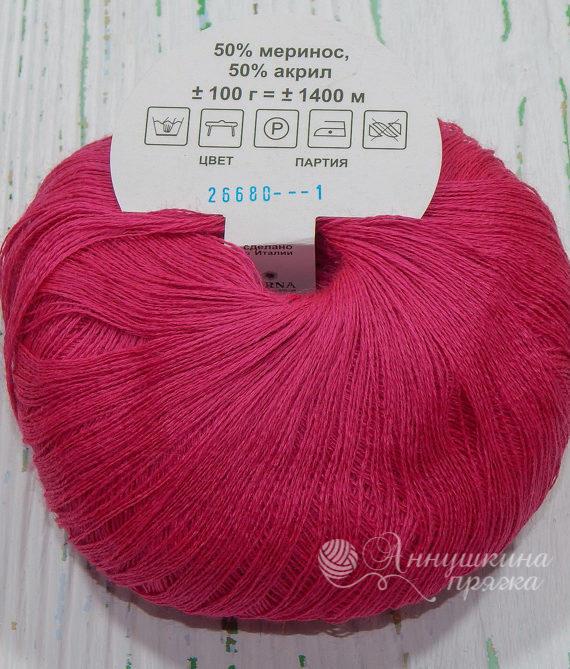 50% меринос,
50% акрил
± 100 г = ± 1400 м
P
ЦВЕТ ПАРТИЯ
26680---1
сделано
Италии
Аннушкина
пряжа